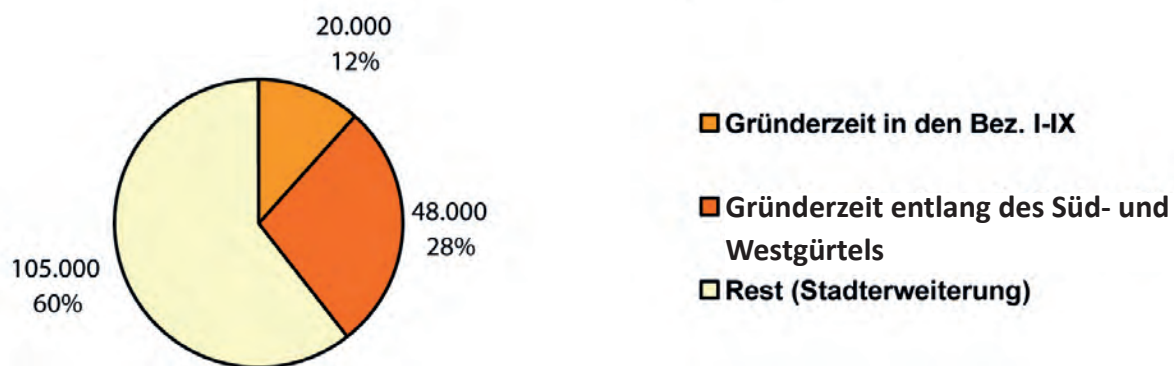 20.000
12%
48.000
28%
105.000
60%
Gründerzeit in den Bez. I-IX
Gründerzeit entlang des Süd- und
Westgürtels
Rest (Stadterweiterung)